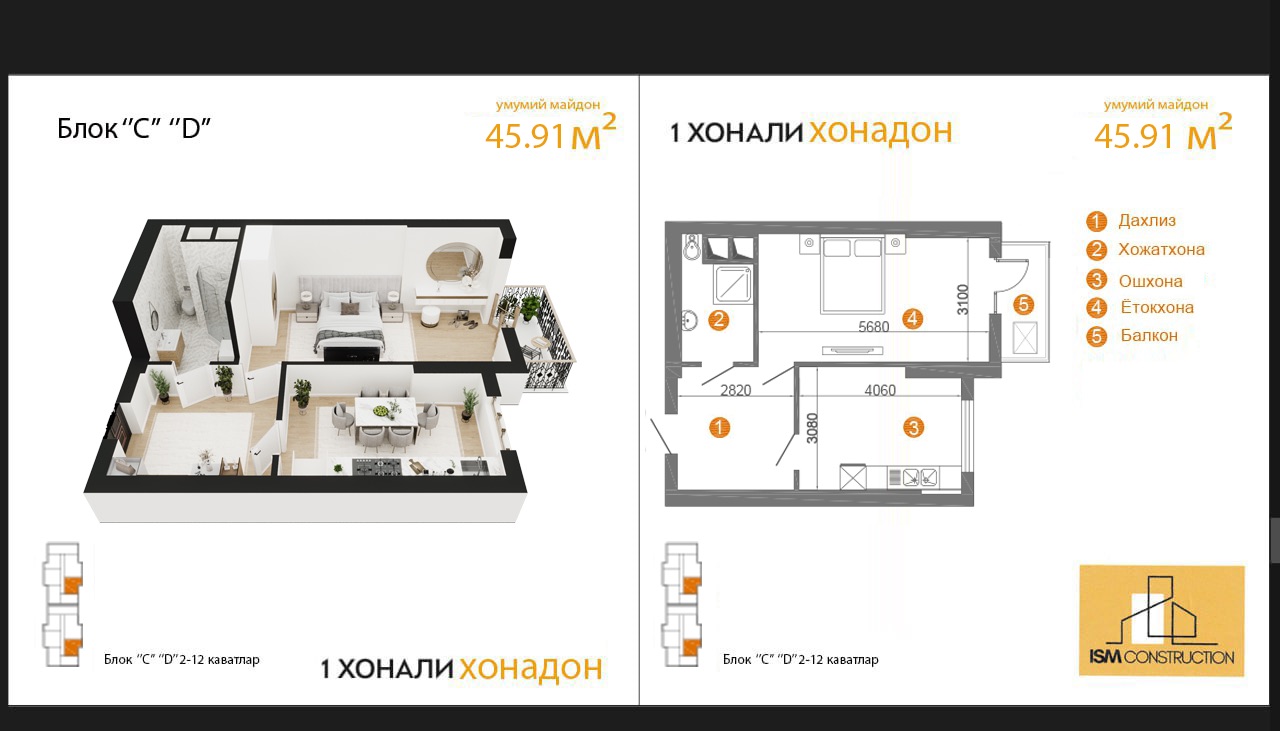 Блок “C” “D”
умумий майдон
45.91 м²
1 ХОНАЛИ ХОНАДОН
умумий майдон
45.91 м²
1 Дахлиз
2 Хожатхона
3 Ошхона
4 Ётокхона
5 Балкон
3100
5
2
4
5680
2820
4060
1
3080
3
Блок “C” “D” 2-12 каватлар
1 ХОНАЛИ ХОНАДОН
Блок “C” “D” 2-12 каватлар
ISM CONSTRUCTION